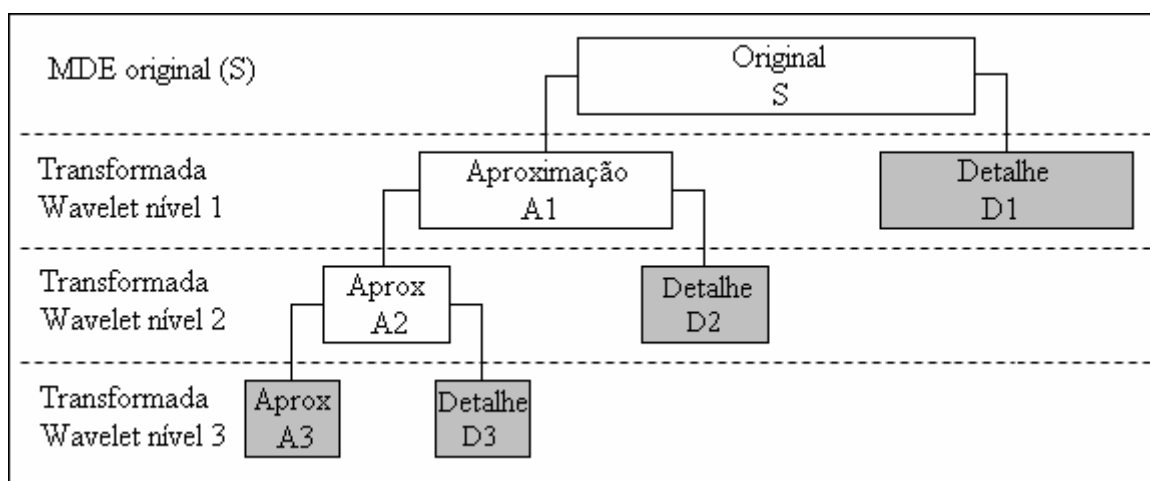 MDE original (S)
Original
S
Transformada
Wavelet nível 1
Aproximação
A1
Detalhe
D1
Transformada
Wavelet nível 2
Aprox
A2
Detalhe
D2
Transformada
Wavelet nível 3
Aprox
A3
Detalhe
D3